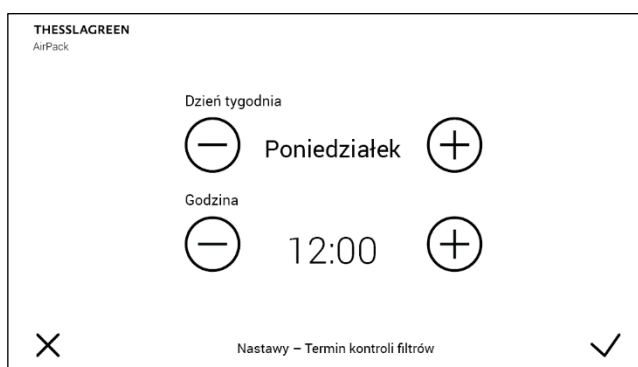 THESSLAGREEN
AirPack
Dzień tygodnia
Poniedziałek
Godzina
12:00
Nastawy – Termin kontroli filtrów